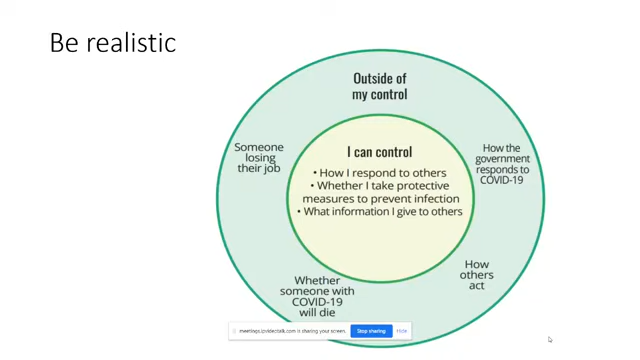 Be realistic
Outside of
my control
I can control
• How I respond to others
• Whether I take protective
measures to prevent infection
• What information I give to others
Someone
losing
their job
How the
government
responds to
COVID-19
Whether
someone with
COVID-19
will die
How
others
act
is sharing your screen.
Stop sharing
Hide